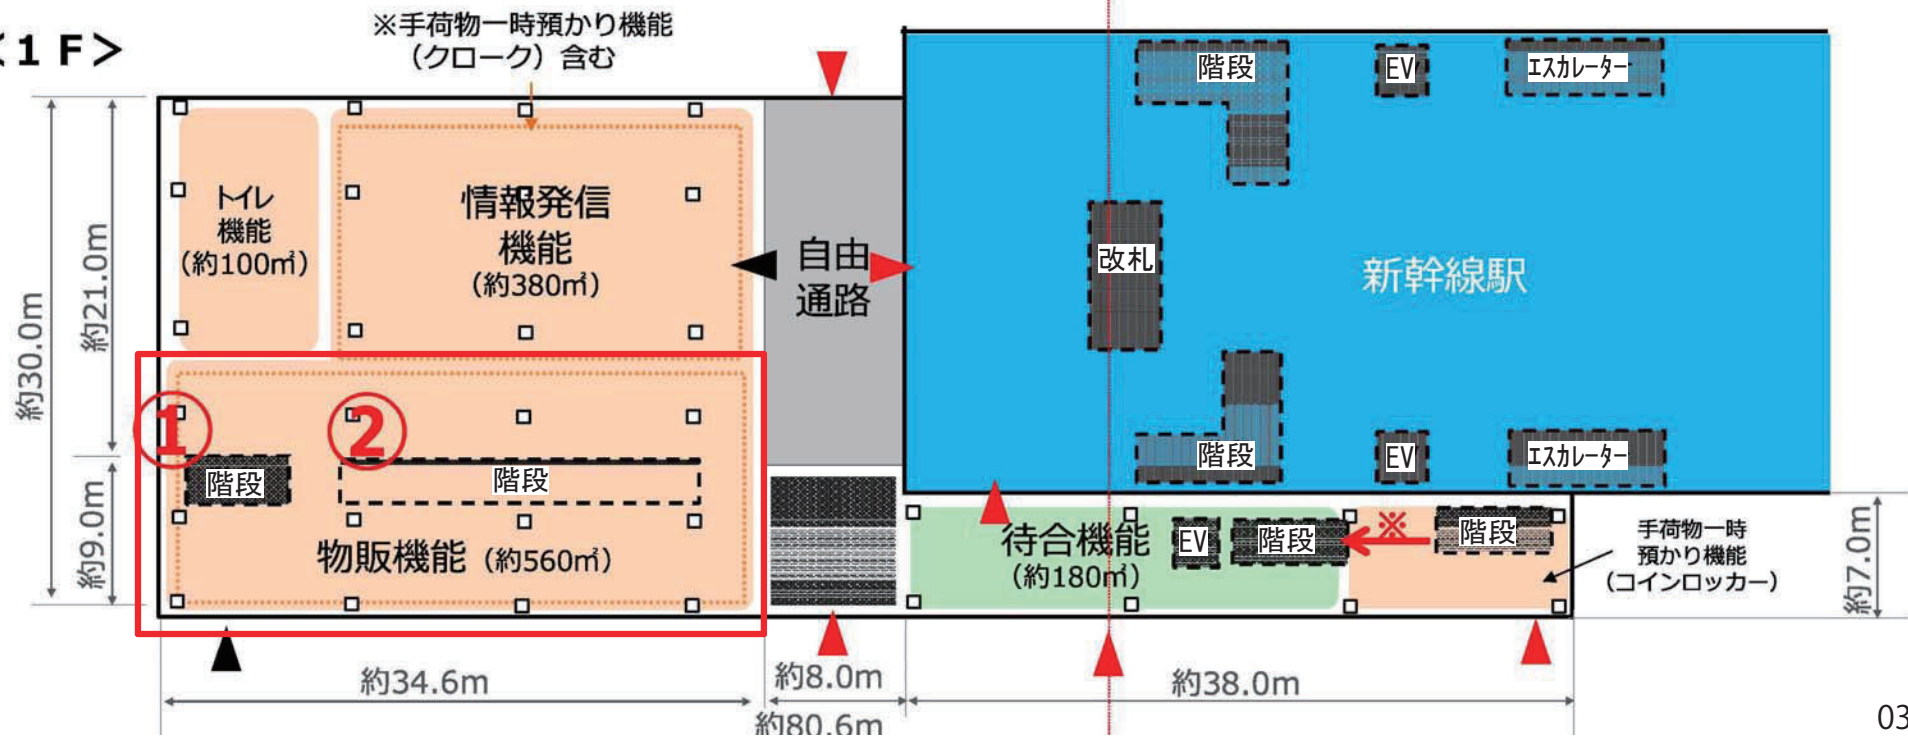 <1F>
※手荷物一時預かり機能
(クローク)含む
階段
EV
エスカレーター
約30.0m
約21.0m
トイレ
機能
(約100㎡)
情報発信
機能
(約380㎡)
自由
通路
改札
新幹線駅
①
②
階段
階段
階段
EV
エスカレーター
約9.0m
物販機能(約560㎡)
待合機能
(約180㎡)
EV
階段
※
階段
手荷物一時
預かり機能
(コインロッカー)
約7.0m
約34.6m
約8.0m
約38.0m
約80.6m
03